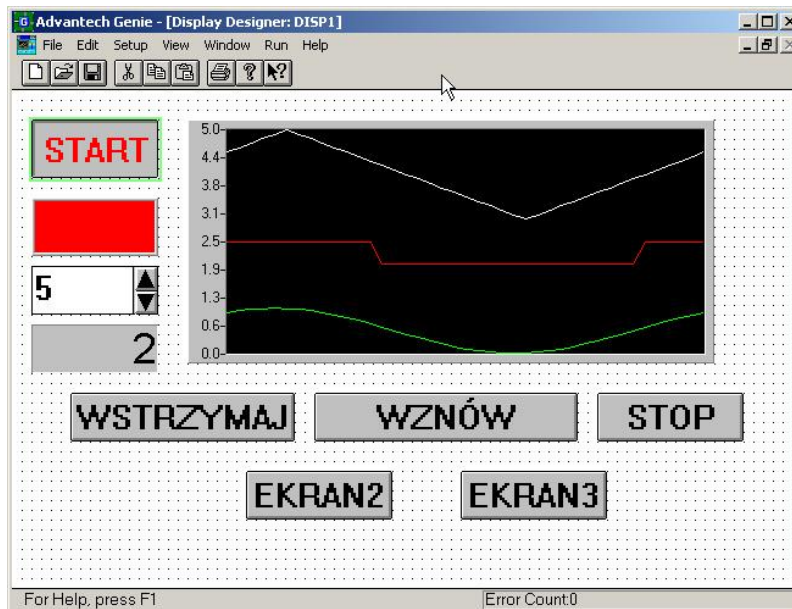 Advantech Genie - [Display Designer: DISP1]
File Edit Setup View Window Run Help
START
5
2
5.0
4.4
3.8
3.1
2.5
1.9
1.3
0.6
0.0
WSTRZYMAJ WZNÓW STOP
EKRAN2 EKRAN3
For Help, press F1 Error Count:0